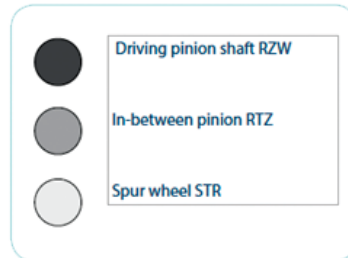 Driving pinion shaft RZW
In-between pinion RTZ
Spur wheel STR